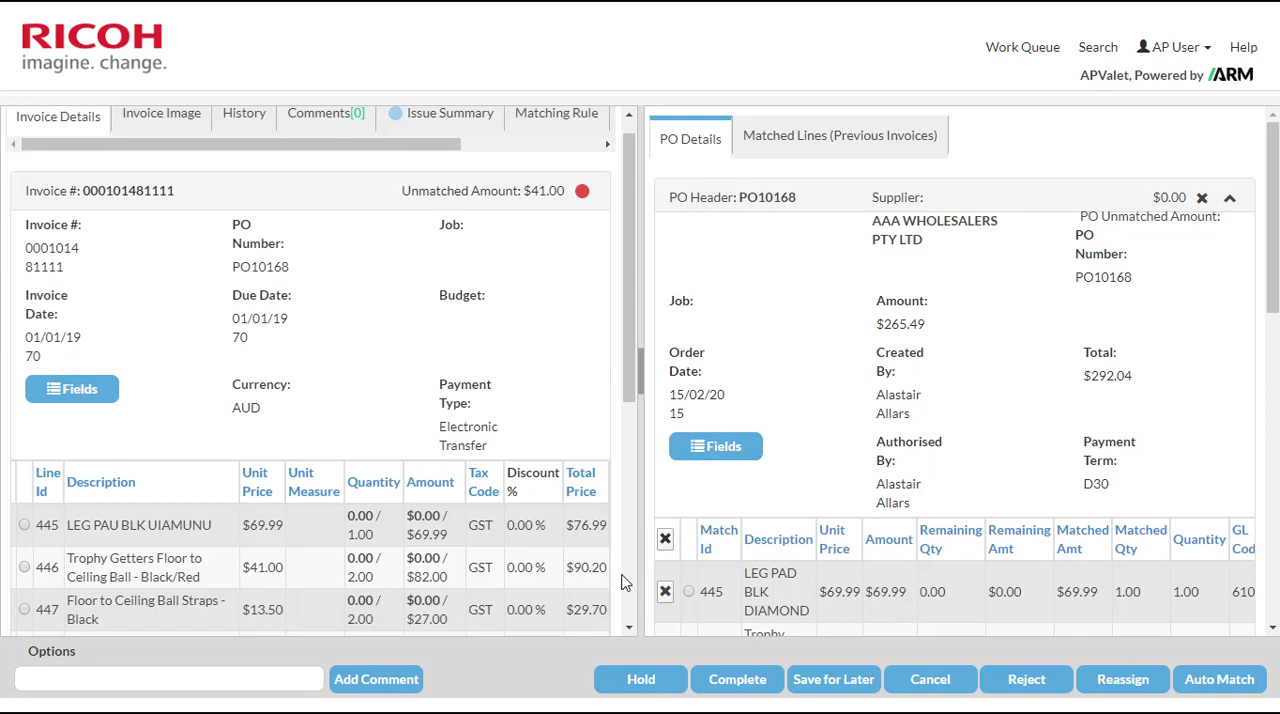 RICOH
imagine. change.
Work Queue Search AP User Help
APValet, Powered by ARM
Invoice Details Invoice Image History Comments[0] Issue Summary Matching Rule
Invoice #: 000101481111 Unmatched Amount: $41.00
Invoice #:
0001014
81111
PO
Number:
PO10168
Job:
Invoice
Date:
01/01/19
70
Due Date:
01/01/19
70
Budget:
Fields
Currency:
AUD
Payment
Type:
Electronic
Transfer
Line Id Description Unit Price Unit Measure Quantity Amount Tax Code Discount % Total Price
445 LEG PAU BLK UIAMUNU $69.99 0.00 / 1.00 $0.00 / $69.99 GST 0.00 % $76.99
446 Trophy Getters Floor to Ceiling Ball - Black/Red $41.00 0.00 / 2.00 $0.00 / $82.00 GST 0.00 % $90.20
447 Floor to Ceiling Ball Straps - Black $13.50 0.00 / 2.00 $0.00 / $27.00 GST 0.00 % $29.70
PO Details Matched Lines (Previous Invoices)
PO Header: PO10168 Supplier: $0.00
AAA WHOLESALERS
PTY LTD
PO Unmatched Amount:
PO
Number:
PO10168
Job:
Amount:
$265.49
Order
Date:
15/02/20
15
Created
By:
Alastair
Allars
Total:
$292.04
Fields
Authorised
By:
Alastair
Allars
Payment
Term:
D30
Match Id Description Unit Price Amount Remaining Qty Remaining Amt Matched Amt Matched Qty Quantity GL Cod
445 LEG PAD BLK DIAMOND $69.99 $69.99 0.00 $0.00 $69.99 1.00 1.00 610
Trophy
Options
Add Comment Hold Complete Save for Later Cancel Reject Reassign Auto Match